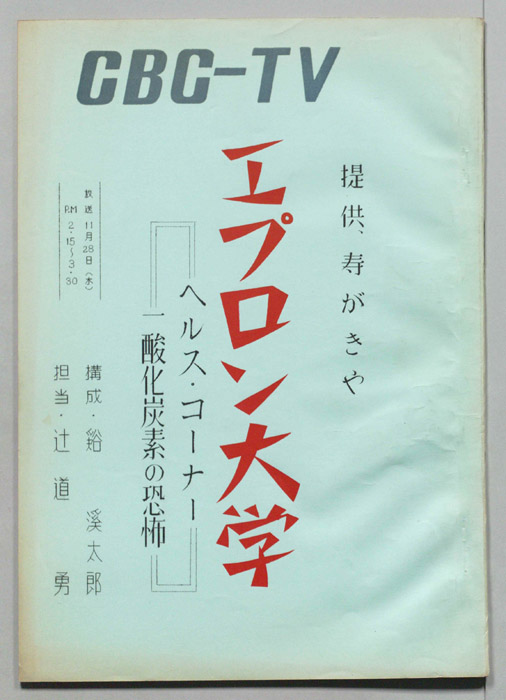 CBC-TV
提供、寿がきや
エプロン大学
ヘルス・コーナー
一酸化炭素の恐怖
放送 11月28日(木)
P.M 2・15〜3・30
構成・谿 溪太郎
担当・辻 道 勇